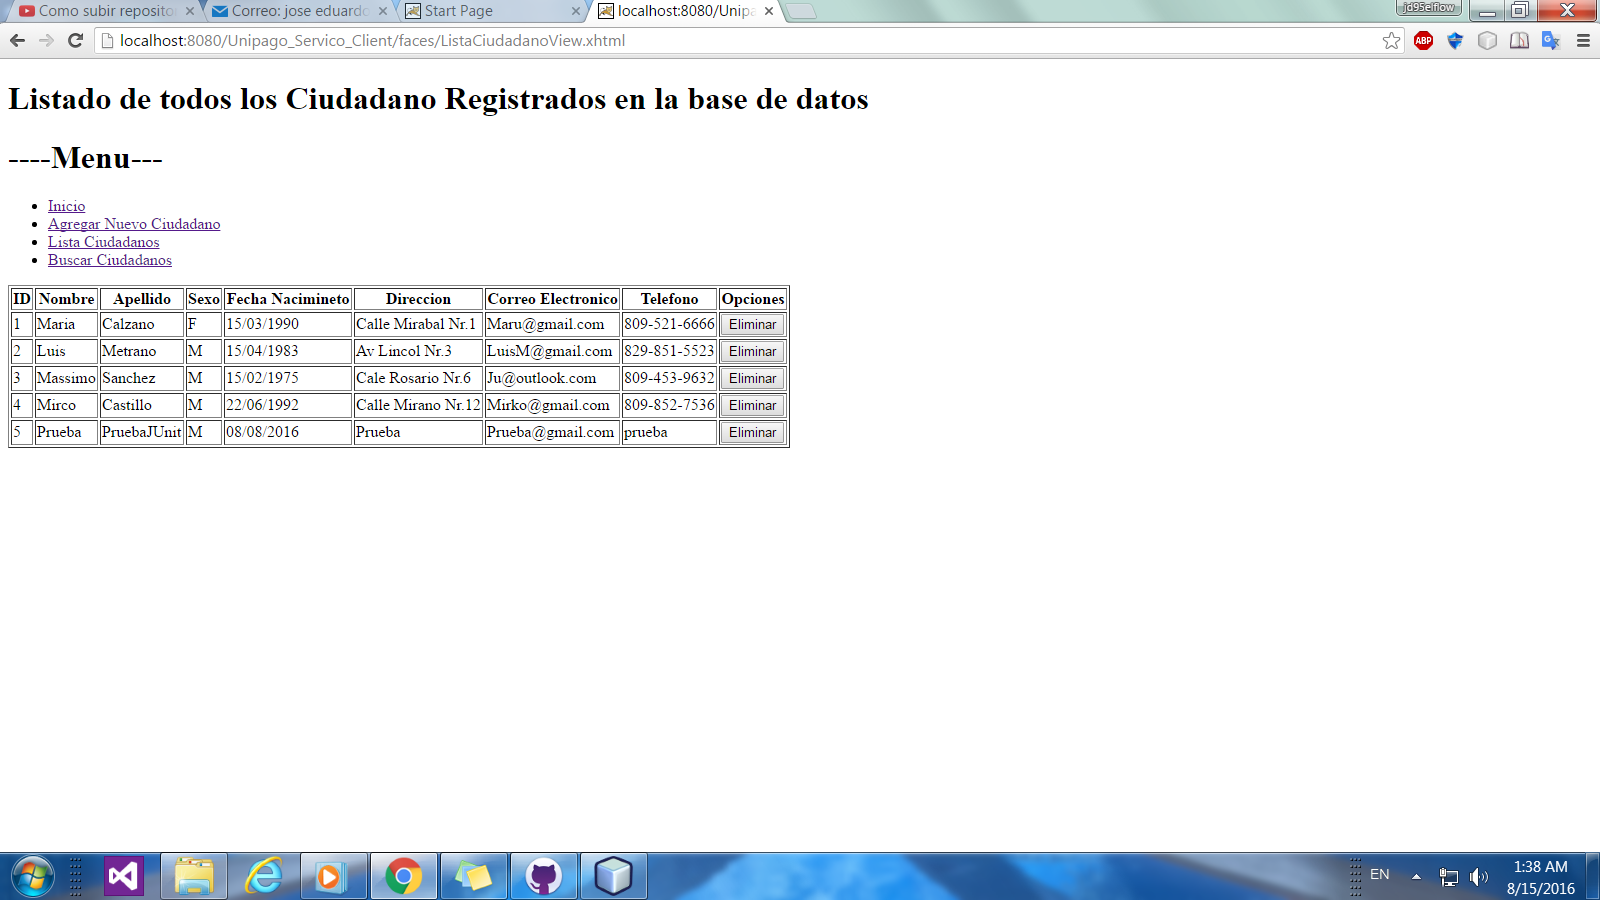 Como subir reposito
Correo: jose eduardo
Start Page
localhost:8080/Unipa
jd95elflow
localhost:8080/Unipago_Servico_Client/faces/ListaCiudadanoView.xhtml
ABP
Listado de todos los Ciudadano Registrados en la base de datos
----Menu---
Inicio
Agregar Nuevo Ciudadano
Lista Ciudadanos
Buscar Ciudadanos
ID Nombre Apellido Sexo Fecha Nacimineto Direccion Correo Electronico Telefono Opciones
1 Maria Calzano F 15/03/1990 Calle Mirabal Nr.1 Maru@gmail.com 809-521-6666 Eliminar
2 Luis Metrano M 15/04/1983 Av Lincol Nr.3 LuisM@gmail.com 829-851-5523 Eliminar
3 Massimo Sanchez M 15/02/1975 Cale Rosario Nr.6 Ju@outlook.com 809-453-9632 Eliminar
4 Mirco Castillo M 22/06/1992 Calle Mirano Nr.12 Mirko@gmail.com 809-852-7536 Eliminar
5 Prueba PruebaJUnit M 08/08/2016 Prueba Prueba@gmail.com prueba Eliminar
EN
1:38 AM
8/15/2016